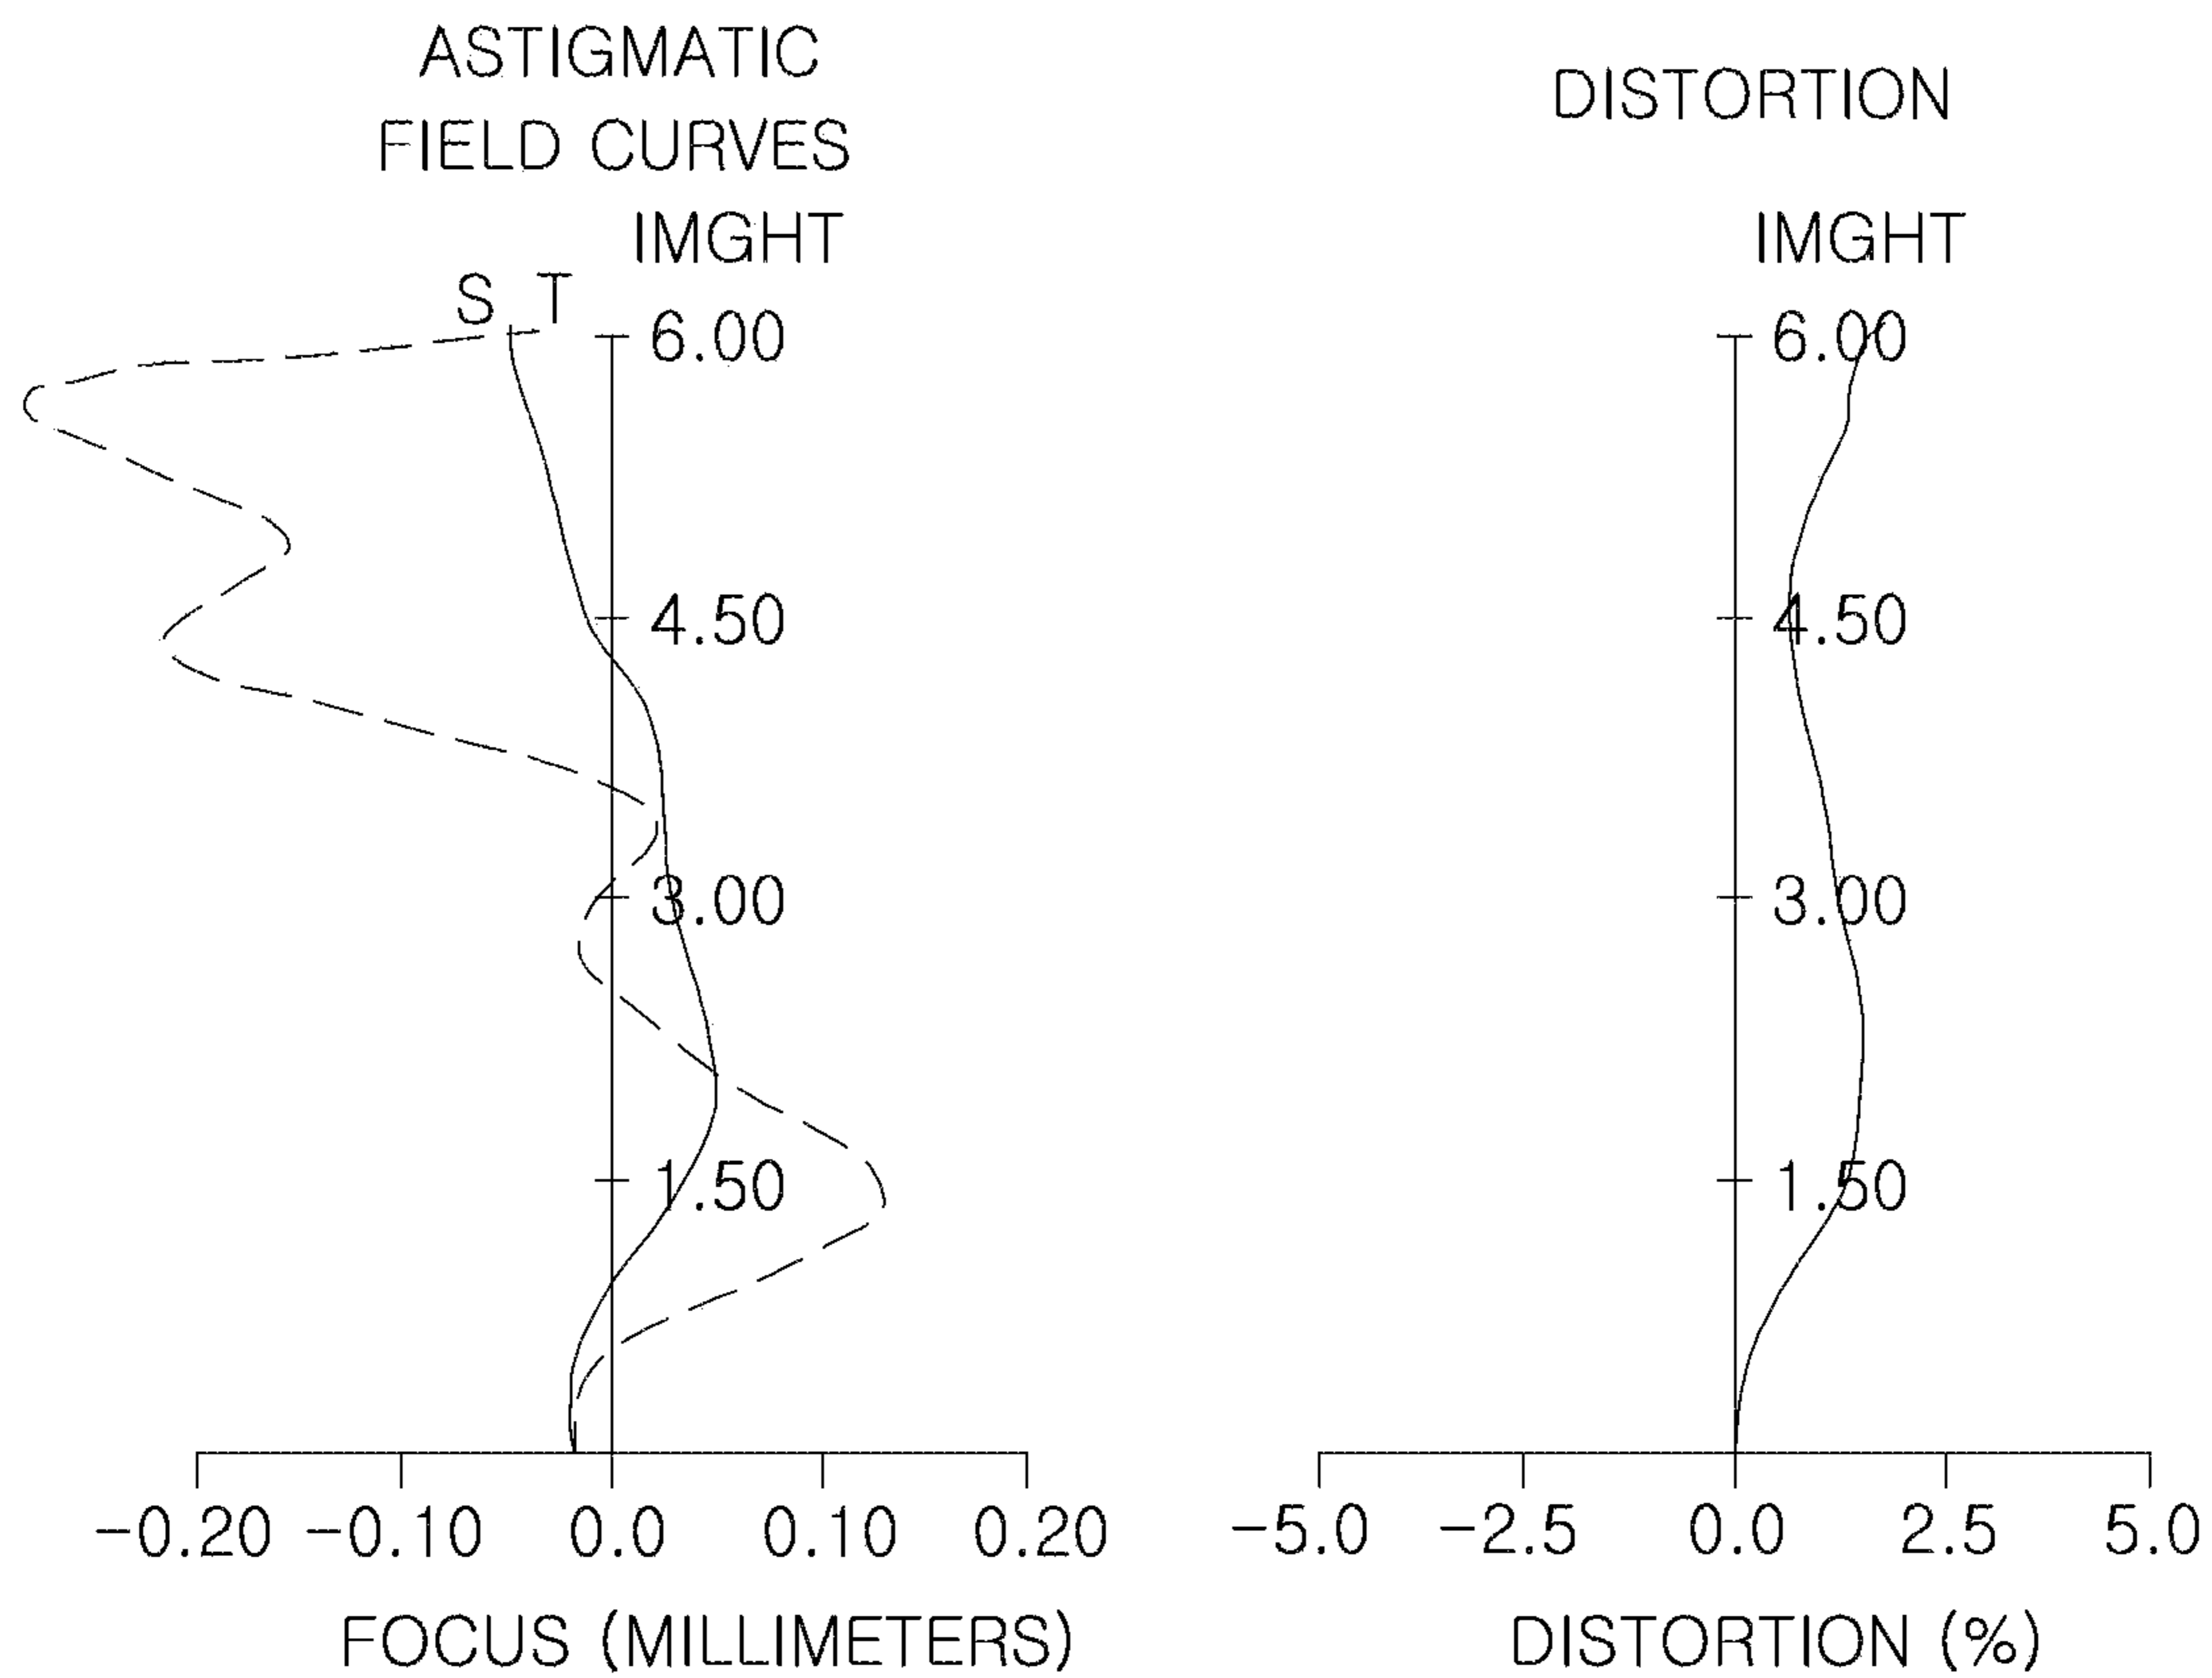 ASTIGMATIC
FIELD CURVES
IMGHT
S T
6.00
4.50
3.00
1.50
−0.20 −0.10 0.0 0.10 0.20
FOCUS (MILLIMETERS)
DISTORTION
IMGHT
6.00
4.50
3.00
1.50
−5.0 −2.5 0.0 2.5 5.0
DISTORTION (%)